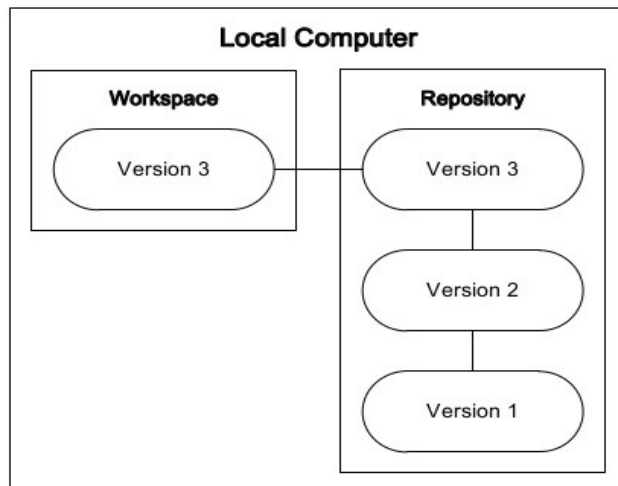 Local Computer
Workspace
Version 3
Repository
Version 3
Version 2
Version 1